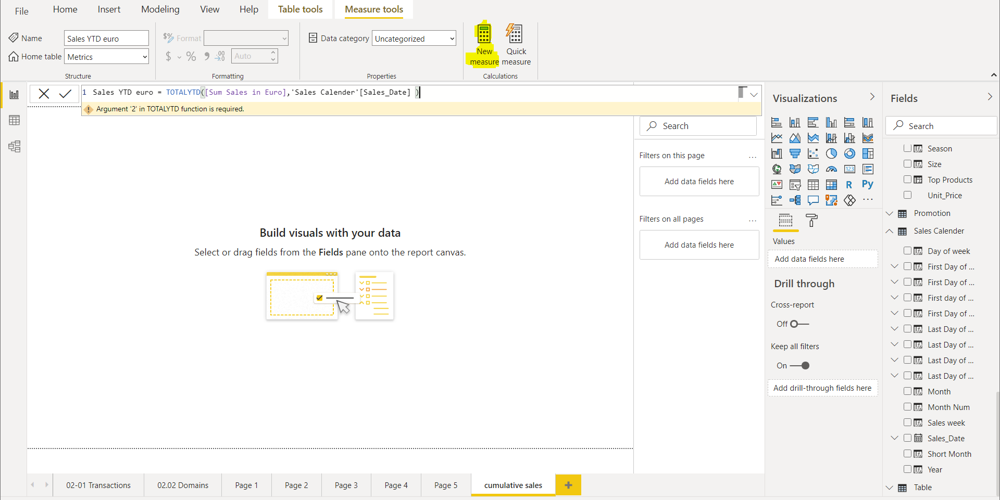 File
Home
Insert
Modeling
View
Help
Table tools
Measure tools
Name
Sales YTD euro
Home table
Metrics
Structure
$% Format
$ % 9 .00 →.0
Auto
Formatting
Data category
Uncategorized
Properties
New measure
Quick measure
Calculations
1 Sales YTD euro = TOTALYTD([Sum Sales in Euro],'Sales Calender'[Sales_Date] )
Argument '2' in TOTALYTD function is required.
Build visuals with your data
Select or drag fields from the Fields pane onto the report canvas.
Search
Filters on this page
...
Add data fields here
Filters on all pages
...
Add data fields here
Visualizations
123
R
Py
...
Values
Add data fields here
Drill through
Cross-report
Off
Keep all filters
On
Add drill-through fields here
Fields
Search
Season
Size
Top Products
Unit_Price
Promotion
Sales Calender
Day of week
First Day of ...
First Day of ...
First day of ...
First Day of ...
Last Day of ...
Last Day of ...
Last Day of ...
Last Day of ...
Month
Month Num
Sales week
Sales_Date
Short Month
Year
Table
02-01 Transactions
02.02 Domains
Page 1
Page 2
Page 3
Page 4
Page 5
cumulative sales
+